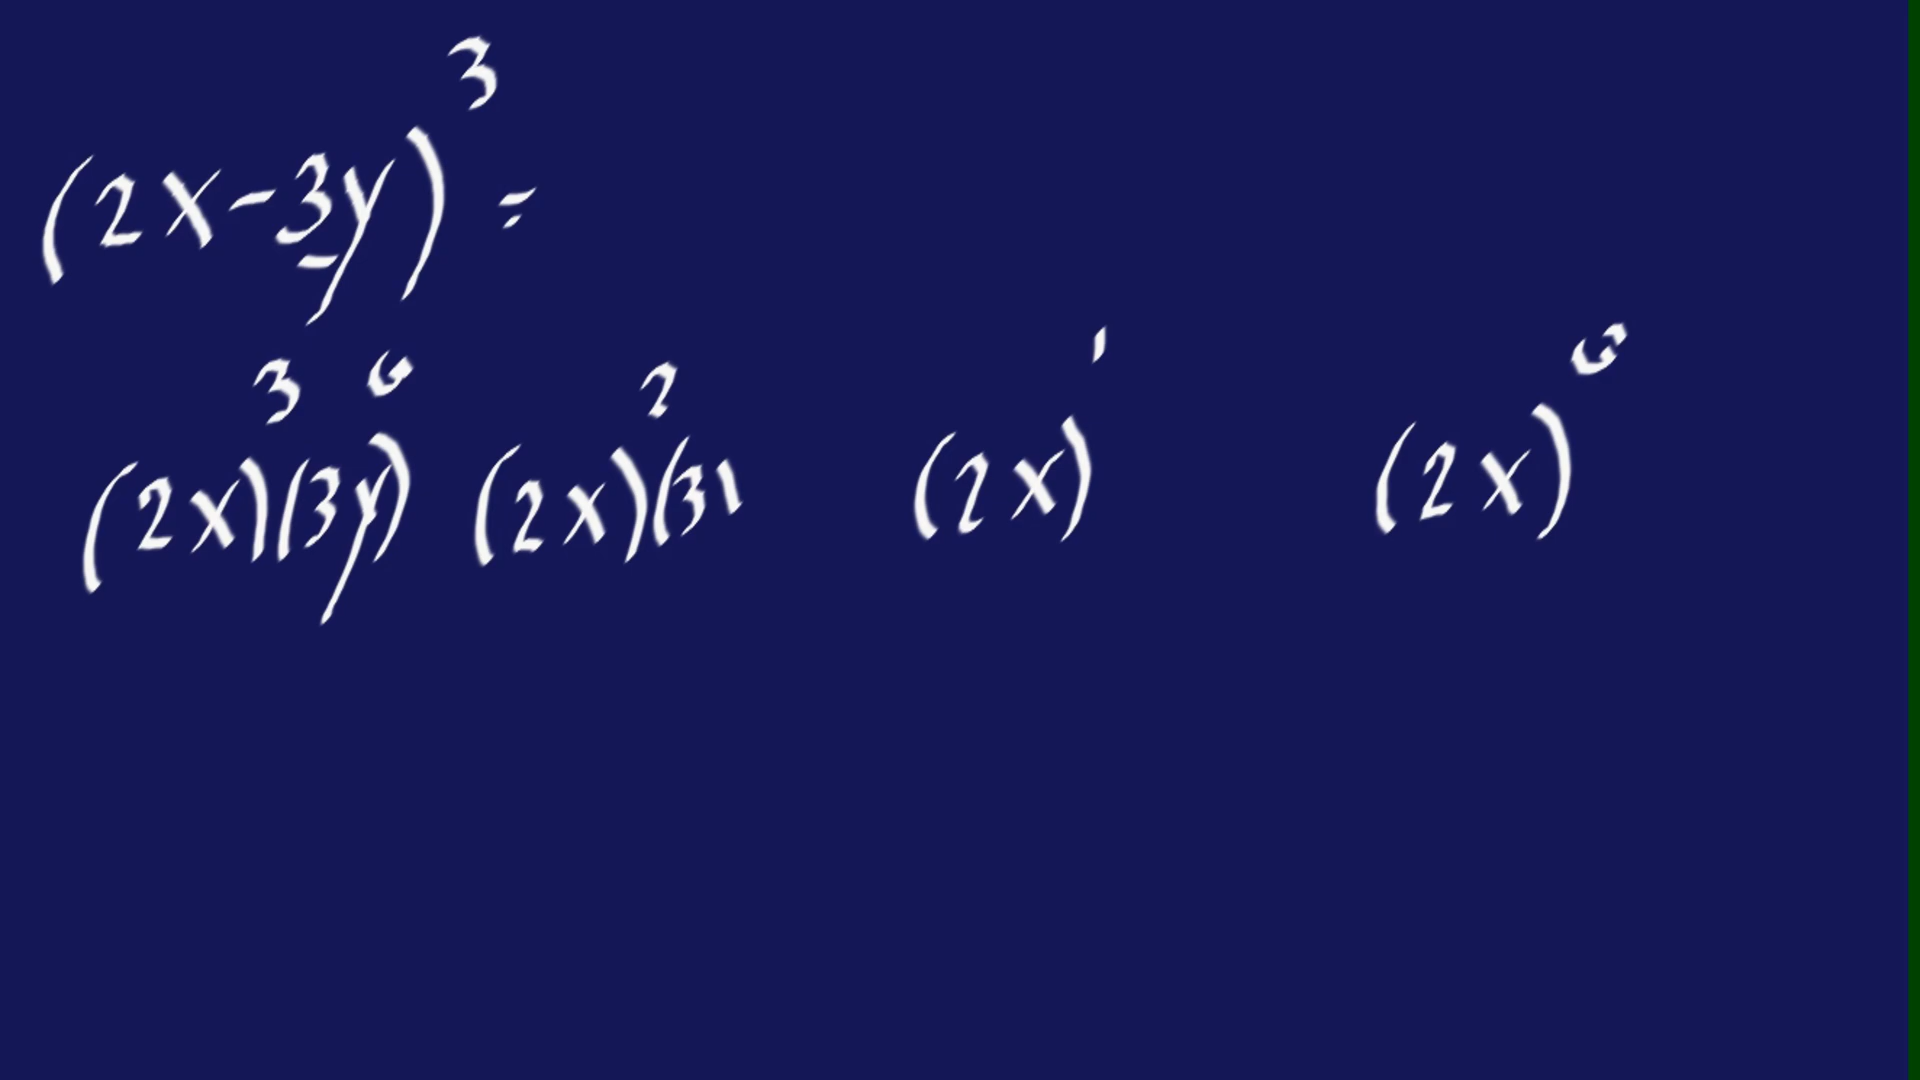 (2x-3y)³ =
(2x)³(3y)⁰ (2x)²(3 (2x)¹ (2x)⁰